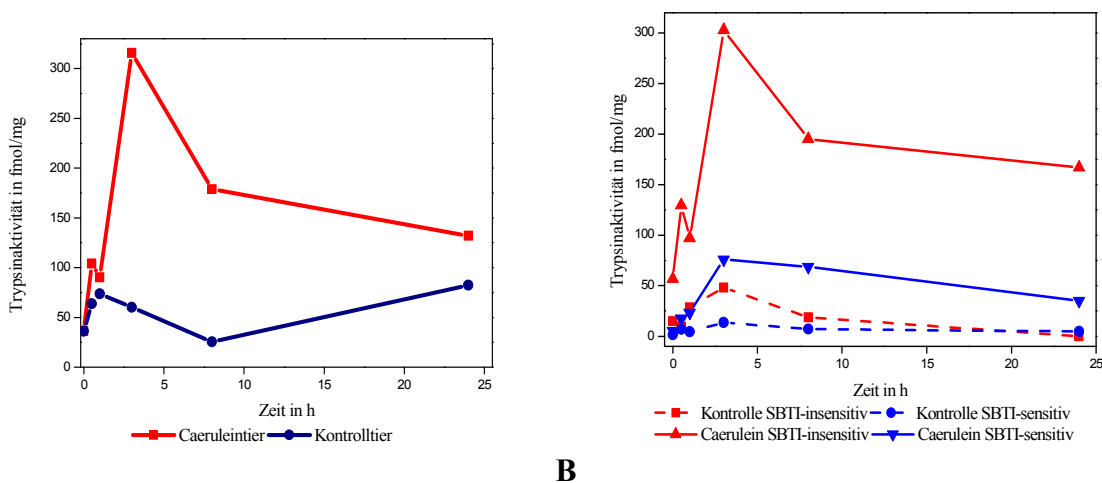 300
250
200
150
100
50
0
Trypsinaktivität in fmol/mg
0 5 10 15 20 25
Zeit in h
Caeruleintier Kontrolltier
300
250
200
150
100
50
0
Trypsinaktivität in fmol/mg
0 5 10 15 20 25
Zeit in h
Kontrolle SBTI-insensitiv Kontrolle SBTI-sensitiv
Caerulein SBTI-insensitiv Caerulein SBTI-sensitiv
B